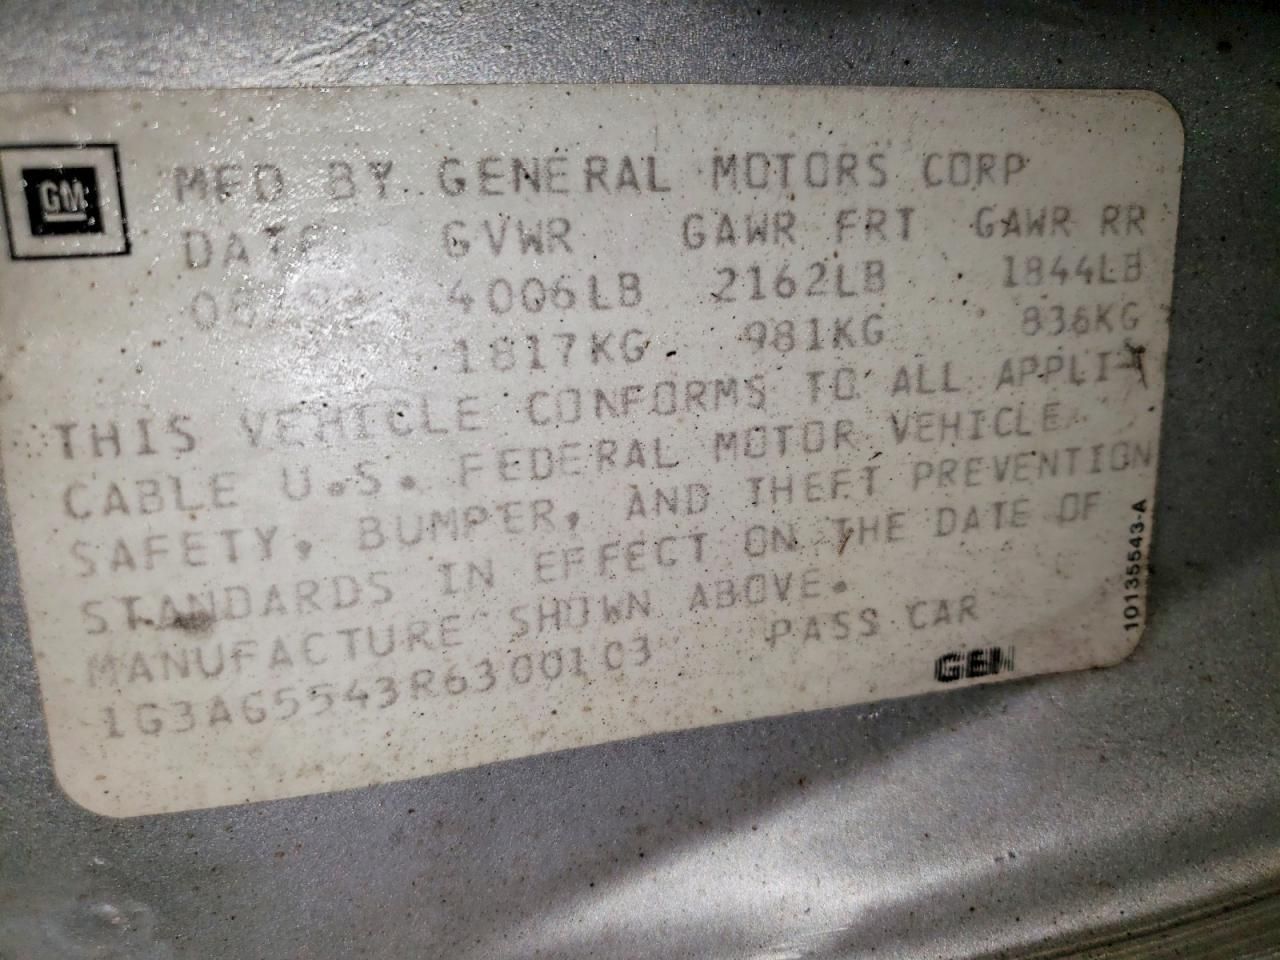 GM
MFD BY GENERAL MOTORS CORP
DATE GVWR GAWR FRT GAWR RR
4006LB 2162LB 1844LB
1817KG 981KG 836KG
THIS VEHICLE CONFORMS TO ALL APPLI-
CABLE U.S. FEDERAL MOTOR VEHICLE
SAFETY, BUMPER, AND THEFT PREVENTION
STANDARDS IN EFFECT ON THE DATE OF
MANUFACTURE SHOWN ABOVE.
1G3AG5543R6300103 PASS CAR
GEN
10135543-A